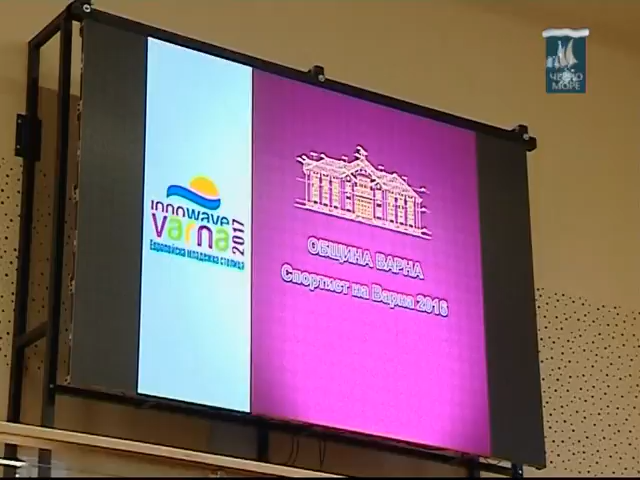 ЧЕРНО
МОРЕ
innowave
varna
2017
Европейска младежка столица
ОБЩИНА ВАРНА
Спортист на Варна 2016